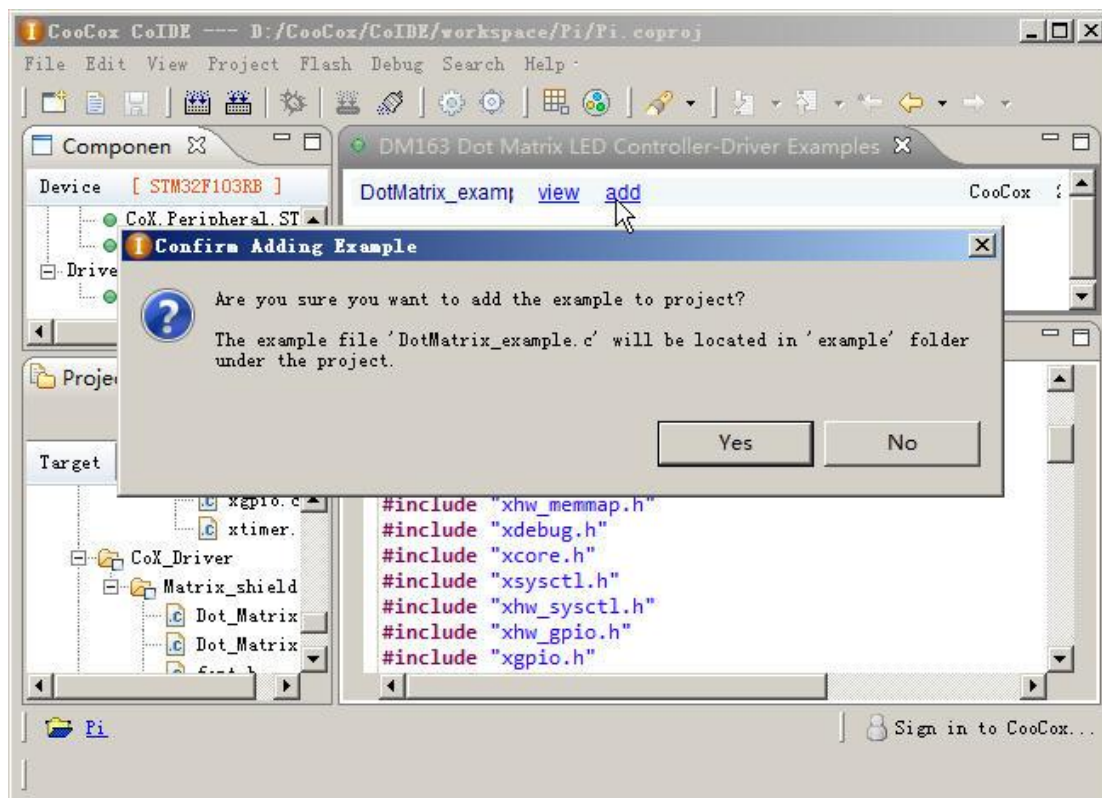 CooCox CoIDE --- D:/CooCox/CoIDE/workspace/Pi/Pi.coproj
File Edit View Project Flash Debug Search Help
Componen
DM163 Dot Matrix LED Controller-Driver Examples
Device [ STM32F103RB ]
DotMatrix_examp view add CooCox
CoX.Peripheral.ST
Confirm Adding Example
Drive
Are you sure you want to add the example to project?
The example file 'DotMatrix_example.c' will be located in 'example' folder
under the project.
Proje
Yes No
Target
xgpio.c
#include "xhw_memmap.h"
xtimer.
#include "xdebug.h"
CoX_Driver
#include "xcore.h"
Matrix_shield
#include "xsysctl.h"
Dot_Matrix
#include "xhw_sysctl.h"
Dot_Matrix
#include "xhw_gpio.h"
#include "xgpio.h"
Pi
Sign in to CooCox...